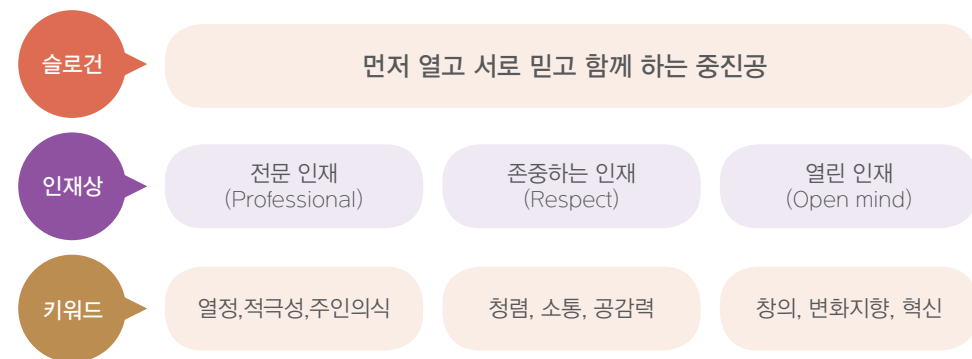 슬로건
먼저 열고 서로 믿고 함께 하는 중진공
인재상
전문 인재
(Professional)
존중하는 인재
(Respect)
열린 인재
(Open mind)
키워드
열정,적극성,주인의식
청렴, 소통, 공감력
창의, 변화지향, 혁신